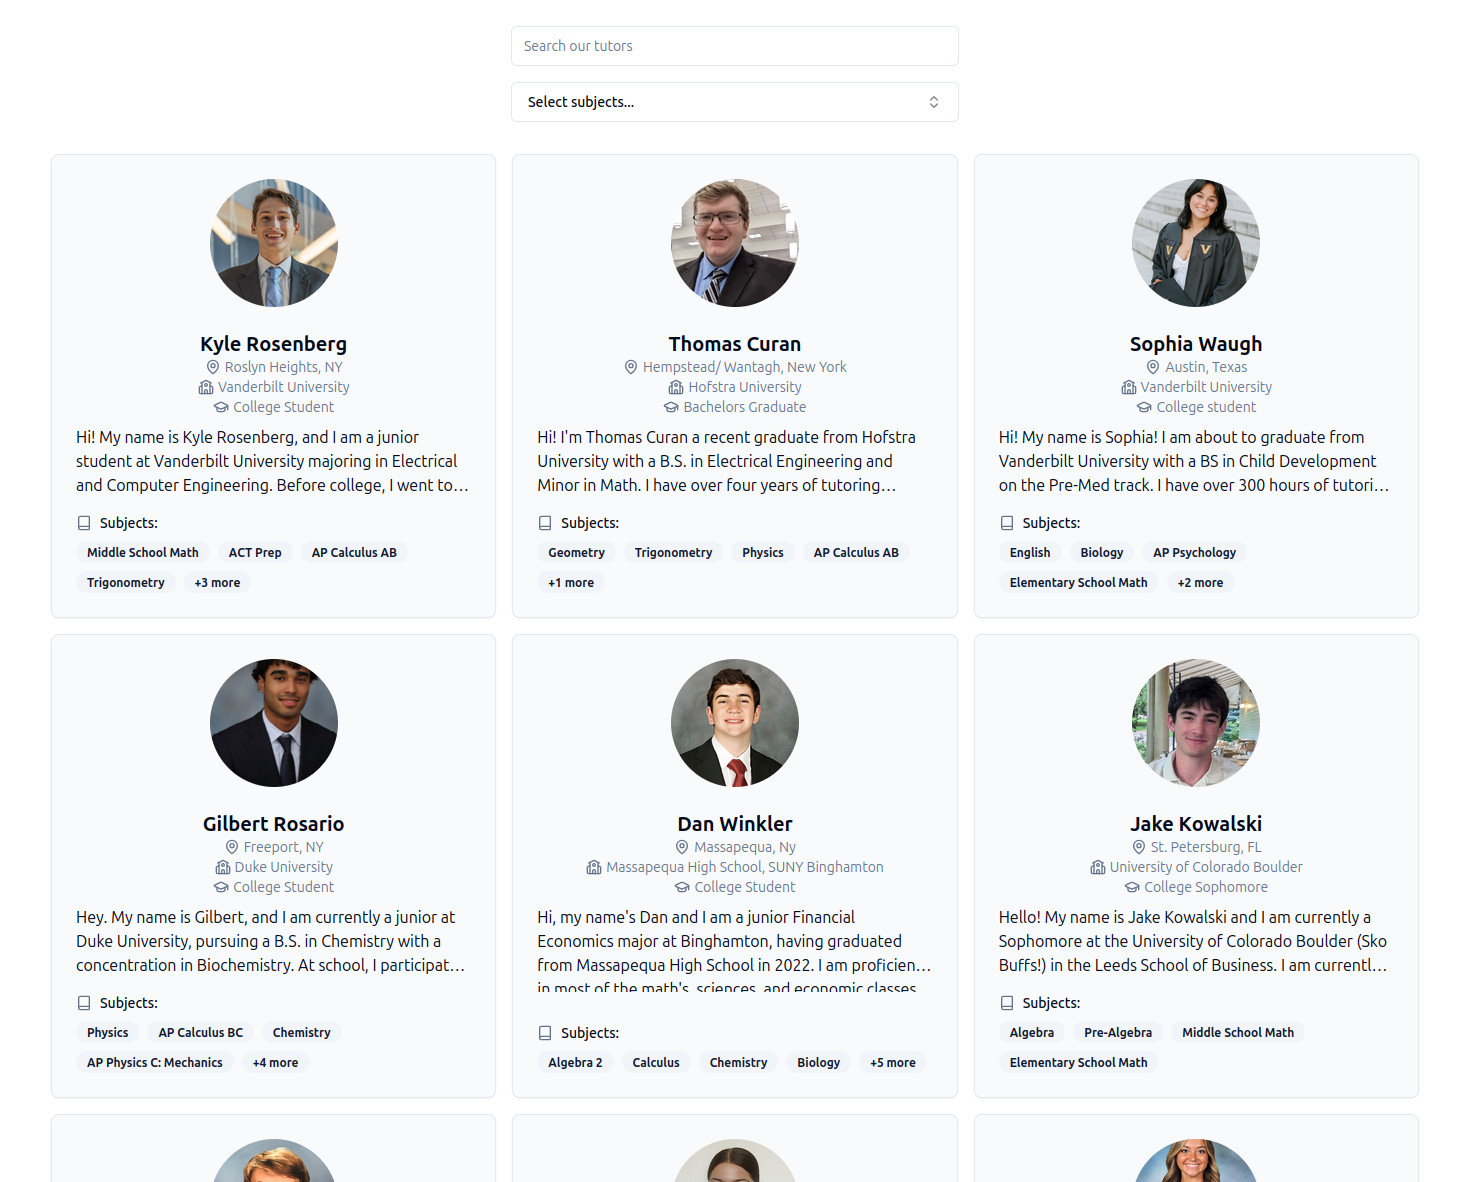 Search our tutors
Select subjects...
Kyle Rosenberg
Roslyn Heights, NY
Vanderbilt University
College Student
Hi! My name is Kyle Rosenberg, and I am a junior
student at Vanderbilt University majoring in Electrical
and Computer Engineering. Before college, I went to...
Subjects:
Middle School Math ACT Prep AP Calculus AB
Trigonometry +3 more
Thomas Curan
Hempstead/ Wantagh, New York
Hofstra University
Bachelors Graduate
Hi! I'm Thomas Curan a recent graduate from Hofstra
University with a B.S. in Electrical Engineering and
Minor in Math. I have over four years of tutoring...
Subjects:
Geometry Trigonometry Physics AP Calculus AB
+1 more
Sophia Waugh
Austin, Texas
Vanderbilt University
College student
Hi! My name is Sophia! I am about to graduate from
Vanderbilt University with a BS in Child Development
on the Pre-Med track. I have over 300 hours of tutori...
Subjects:
English Biology AP Psychology
Elementary School Math +2 more
Gilbert Rosario
Freeport, NY
Duke University
College Student
Hey. My name is Gilbert, and I am currently a junior at
Duke University, pursuing a B.S. in Chemistry with a
concentration in Biochemistry. At school, I participat...
Subjects:
Physics AP Calculus BC Chemistry
AP Physics C: Mechanics +4 more
Dan Winkler
Massapequa, Ny
Massapequa High School, SUNY Binghamton
College Student
Hi, my name's Dan and I am a junior Financial
Economics major at Binghamton, having graduated
from Massapequa High School in 2022. I am proficien...
in most of the math's, sciences, and economic classes
Subjects:
Algebra 2 Calculus Chemistry Biology +5 more
Jake Kowalski
St. Petersburg, FL
University of Colorado Boulder
College Sophomore
Hello! My name is Jake Kowalski and I am currently a
Sophomore at the University of Colorado Boulder (Sko
Buffs!) in the Leeds School of Business. I am currentl...
Subjects:
Algebra Pre-Algebra Middle School Math
Elementary School Math
V V